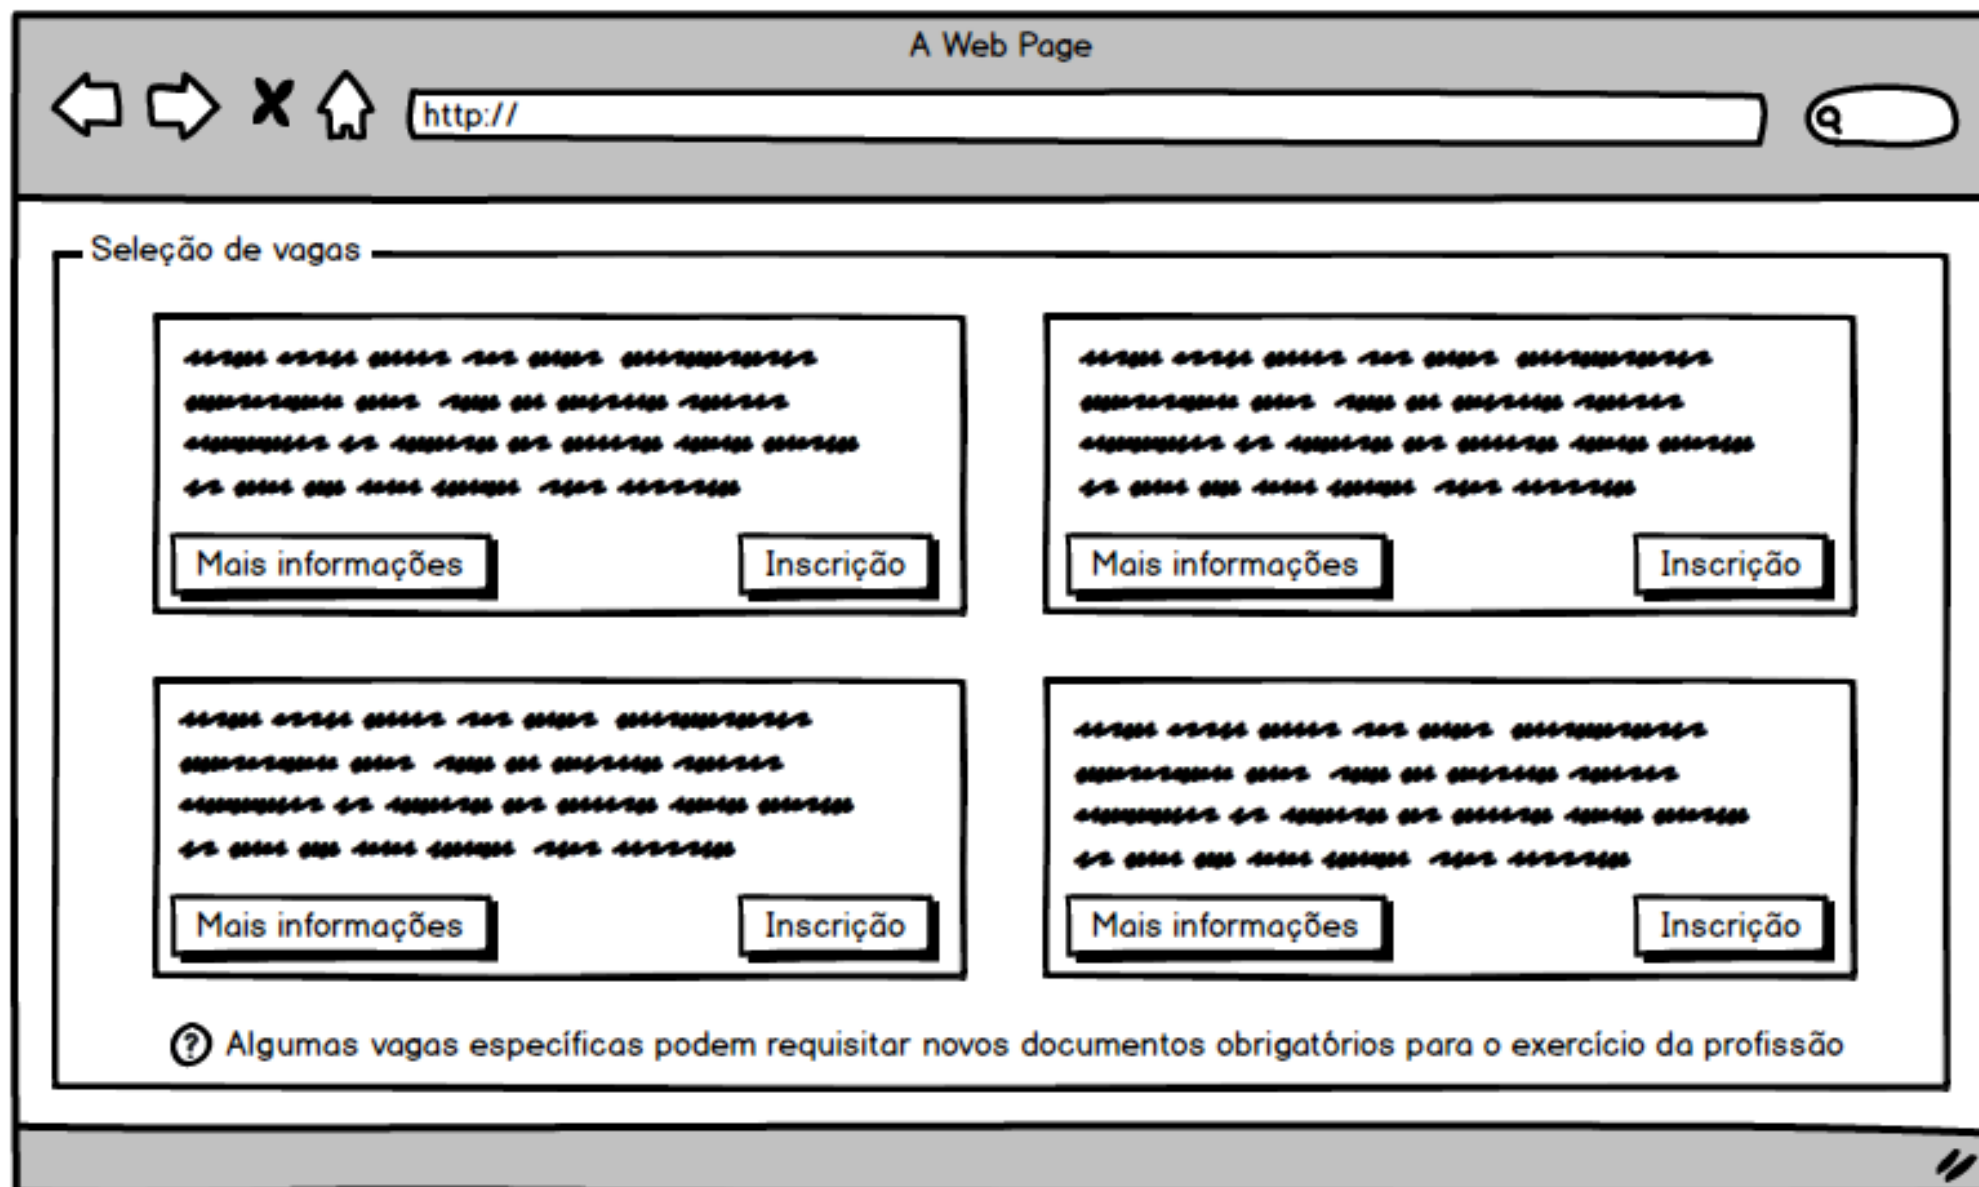 A Web Page
http://
Seleção de vagas
Mais informações
Inscrição
Mais informações
Inscrição
Mais informações
Inscrição
Mais informações
Inscrição
? Algumas vagas específicas podem requisitar novos documentos obrigatórios para o exercício da profissão